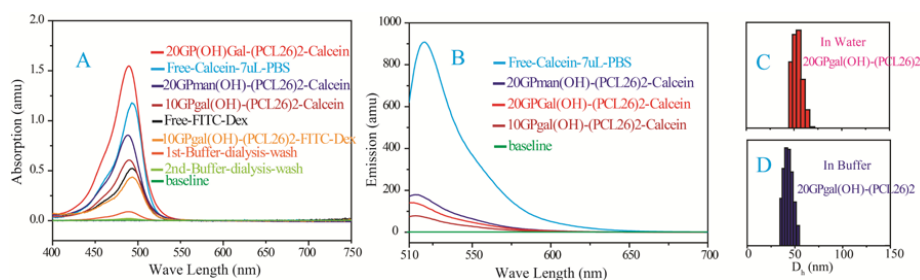 2.0
1.5
1.0
0.5
0.0
Absorption (amu)
A
20GP(OH)Gal-(PCL26)2-Calcein
Free-Calcein-7uL-PBS
20GPman(OH)-(PCL26)2-Calcein
10GPgal(OH)-(PCL26)2-Calcein
Free-FITC-Dex
10GPgal(OH)-(PCL26)2-FITC-Dex
1st-Buffer-dialysis-wash
2nd-Buffer-dialysis-wash
baseline
400 450 500 550 600 650 700 750
Wave Length (nm)
1000
800
600
400
200
0
Emission (amu)
B
Free-Calcein-7uL-PBS
20GPman(OH)-(PCL26)2-Calcein
20GPGal(OH)-(PCL26)2-Calcein
10GPgal(OH)-(PCL26)2-Calcein
baseline
510 550 600 650 700
Wave Length (nm)
C
In Water
20GPgal(OH)-(PCL26)2
D
In Buffer
20GPgal(OH)-(PCL26)2
0 50 100 150
Dh (nm)